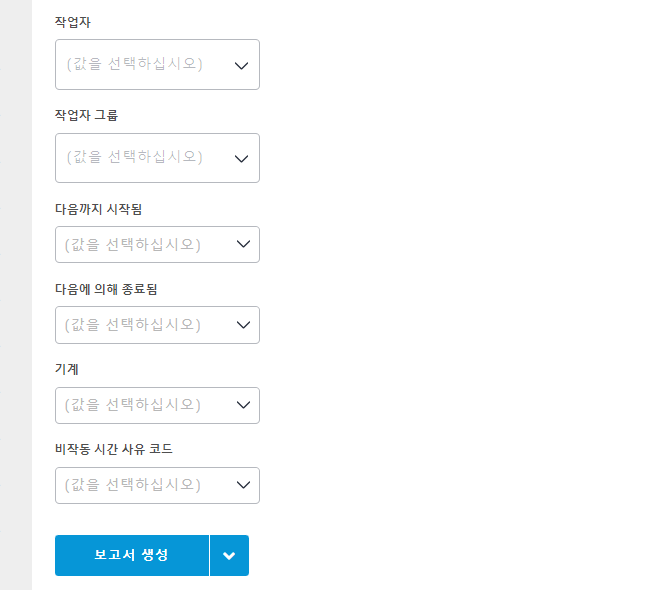 작업자
(값을 선택하십시오)
작업자 그룹
(값을 선택하십시오)
다음까지 시작됨
(값을 선택하십시오)
다음에 의해 종료됨
(값을 선택하십시오)
기계
(값을 선택하십시오)
비작동 시간 사유 코드
(값을 선택하십시오)
보고서 생성